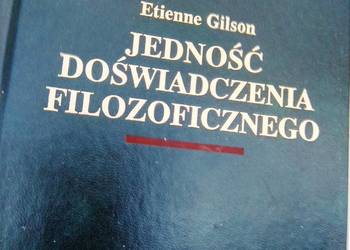 Etienne Gilson
JEDNOŚĆ
DOŚWIADCZENIA
FILOZOFICZNEGO